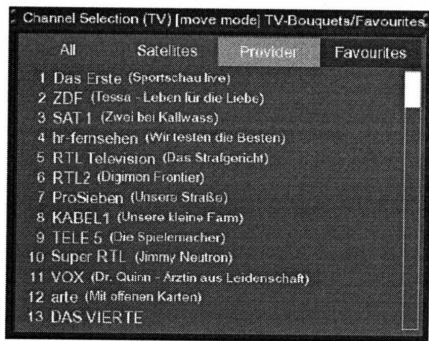 Channel Selection (TV) [move mode] TV-Bouquets/Favourites
All Satelites Provider Favourites
1 Das Erste (Sportschau live)
2 ZDF (Tessa - Leben für die Liebe)
3 SAT 1 (Zwei bei Kallwass)
4 hr-fernsehen (Wir testen die Besten)
5 RTL Television (Das Strafgericht)
6 RTL2 (Digimon Frontier)
7 ProSieben (Unsere Straße)
8 KABEL1 (Unsere kleine Farm)
9 TELE 5 (Die Spielemacher)
10 Super RTL (Jimmy Neutron)
11 VOX (Dr. Quinn - Ärztin aus Leidenschaft)
12 arte (Mit offenen Karten)
13 DAS VIERTE